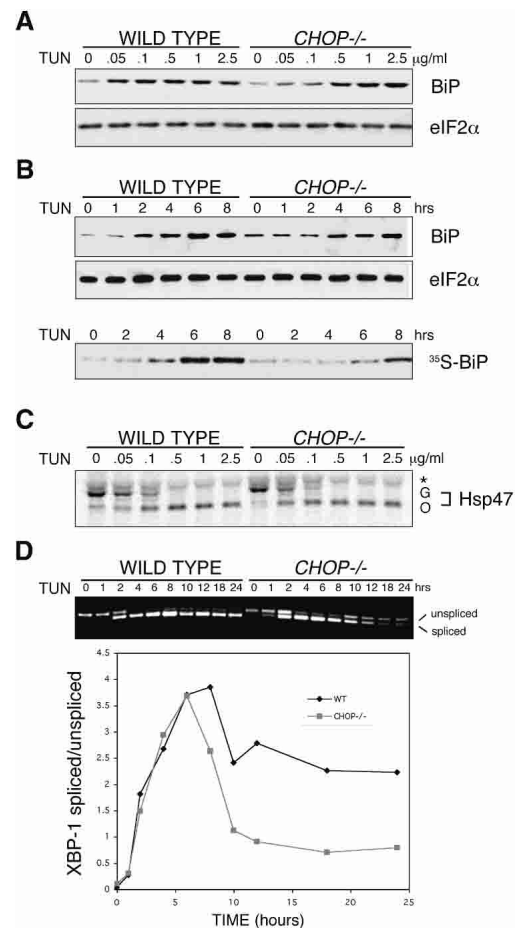 A
WILD TYPE CHOP-/-
TUN 0 .05 .1 .5 1 2.5 0 .05 .1 .5 1 2.5 μg/ml
BiP
eIF2α
B
WILD TYPE CHOP-/-
TUN 0 1 2 4 6 8 0 1 2 4 6 8 hrs
BiP
eIF2α
TUN 0 2 4 6 8 0 2 4 6 8 hrs
35S-BiP
C
WILD TYPE CHOP-/-
TUN 0 .05 .1 .5 1 2.5 0 .05 .1 .5 1 2.5 μg/ml
*
G
O
Hsp47
D
WILD TYPE CHOP-/-
TUN 0 1 2 4 6 8 10 12 18 24 0 1 2 4 6 8 10 12 18 24 hrs
unspliced
spliced
4.5
4
3.5
3
2.5
2
1.5
1
0.5
0
XBP-1 spliced/unspliced
WT
CHOP-/-
0 5 10 15 20 25
TIME (hours)